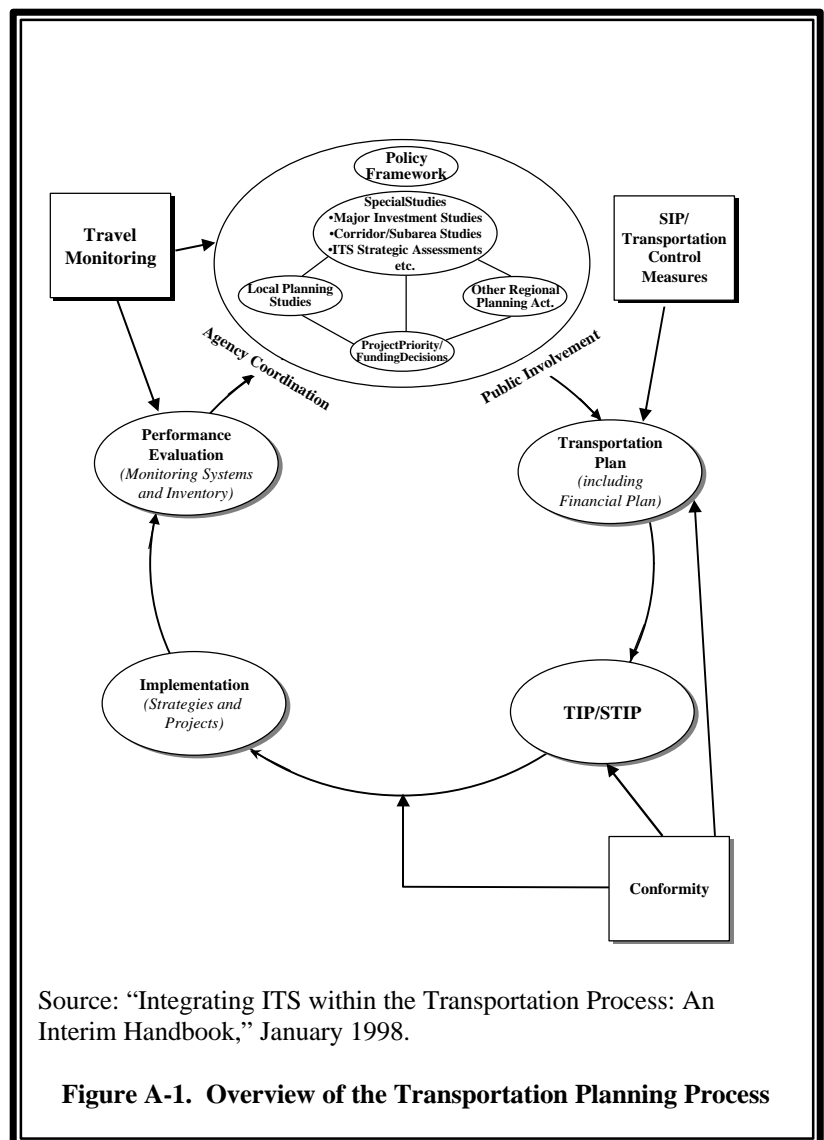 Policy
Framework
SpecialStudies
•Major Investment Studies
•Corridor/Subarea Studies
•ITS Strategic Assessments
etc.
Local Planning
Studies
Other Regional
Planning Act.
ProjectPriority/
FundingDecisions
Travel
Monitoring
SIP/
Transportation
Control
Measures
Agency Coordination
Public Involvement
Performance
Evaluation
(Monitoring Systems
and Inventory)
Transportation
Plan
(including
Financial Plan)
Implementation
(Strategies and
Projects)
TIP/STIP
Conformity
Source: “Integrating ITS within the Transportation Process: An
Interim Handbook,” January 1998.
Figure A-1. Overview of the Transportation Planning Process